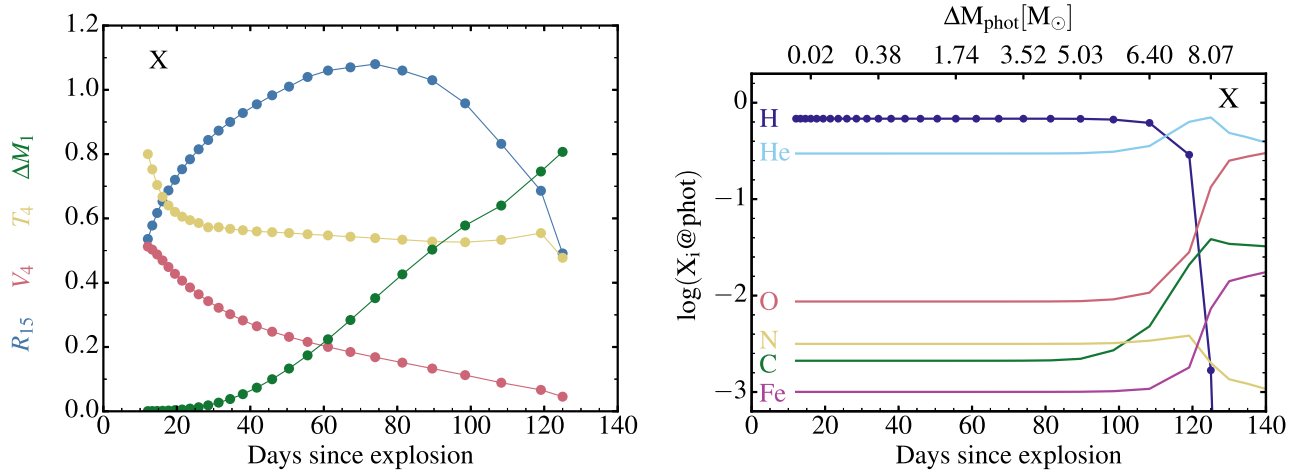 1.2
1.0
0.8
0.6
0.4
0.2
0.0
R₁₅ V₄ T₄ ΔM₁
X
0 20 40 60 80 100 120 140
Days since explosion
ΔM_phot[M_⊙]
0.02 0.38 1.74 3.52 5.03 6.40 8.07
X
0
−1
−2
−3
log(X_i@phot)
H
He
O
N
C
Fe
0 20 40 60 80 100 120 140
Days since explosion